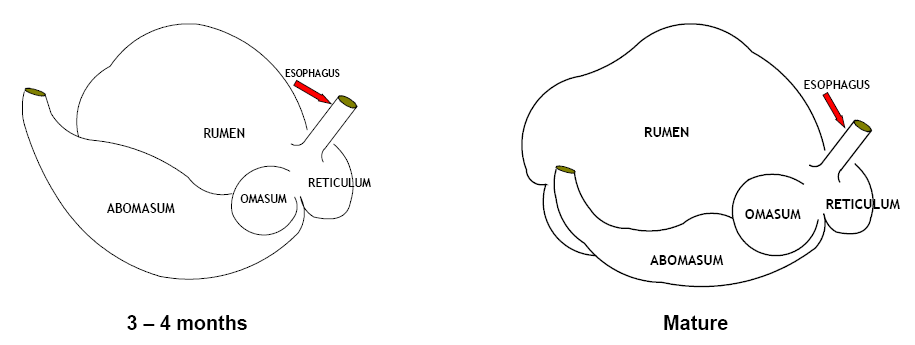 ESOPHAGUS
RUMEN
RETICULUM
OMASUM
ABOMASUM
3 – 4 months
ESOPHAGUS
RUMEN
RETICULUM
OMASUM
ABOMASUM
Mature